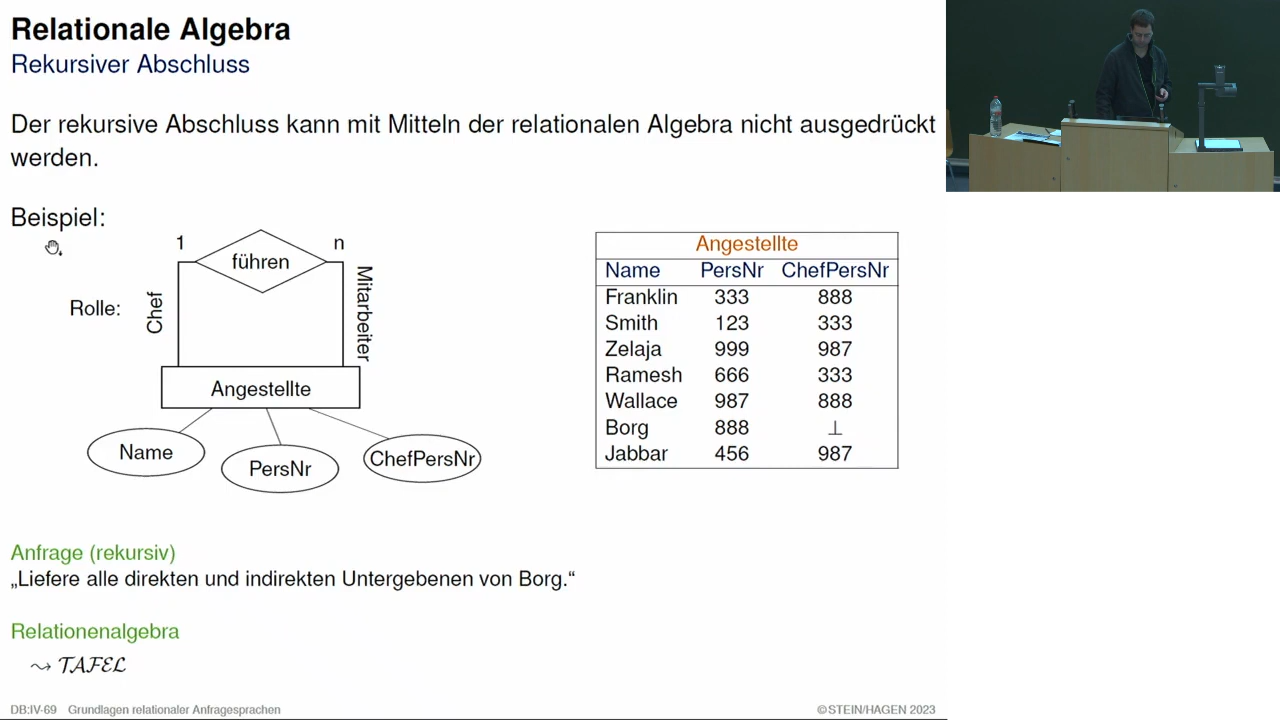 Relationale Algebra
Rekursiver Abschluss
Der rekursive Abschluss kann mit Mitteln der relationalen Algebra nicht ausgedrückt
werden.
Beispiel:
1
n
führen
Rolle:
Chef
Mitarbeiter
Angestellte
Name
PersNr
ChefPersNr
Angestellte
Name PersNr ChefPersNr
Franklin 333 888
Smith 123 333
Zelaja 999 987
Ramesh 666 333
Wallace 987 888
Borg 888 ⊥
Jabbar 456 987
Anfrage (rekursiv)
„Liefere alle direkten und indirekten Untergebenen von Borg.“
Relationenalgebra
⇝ TAFEL
DB:IV-69 Grundlagen relationaler Anfragesprachen
©STEIN/HAGEN 2023